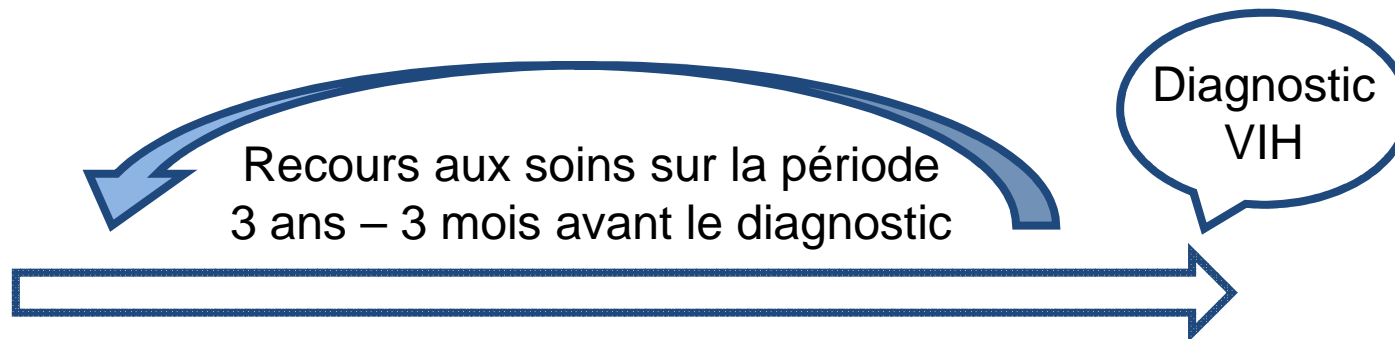 Recours aux soins sur la période
3 ans – 3 mois avant le diagnostic
Diagnostic
VIH